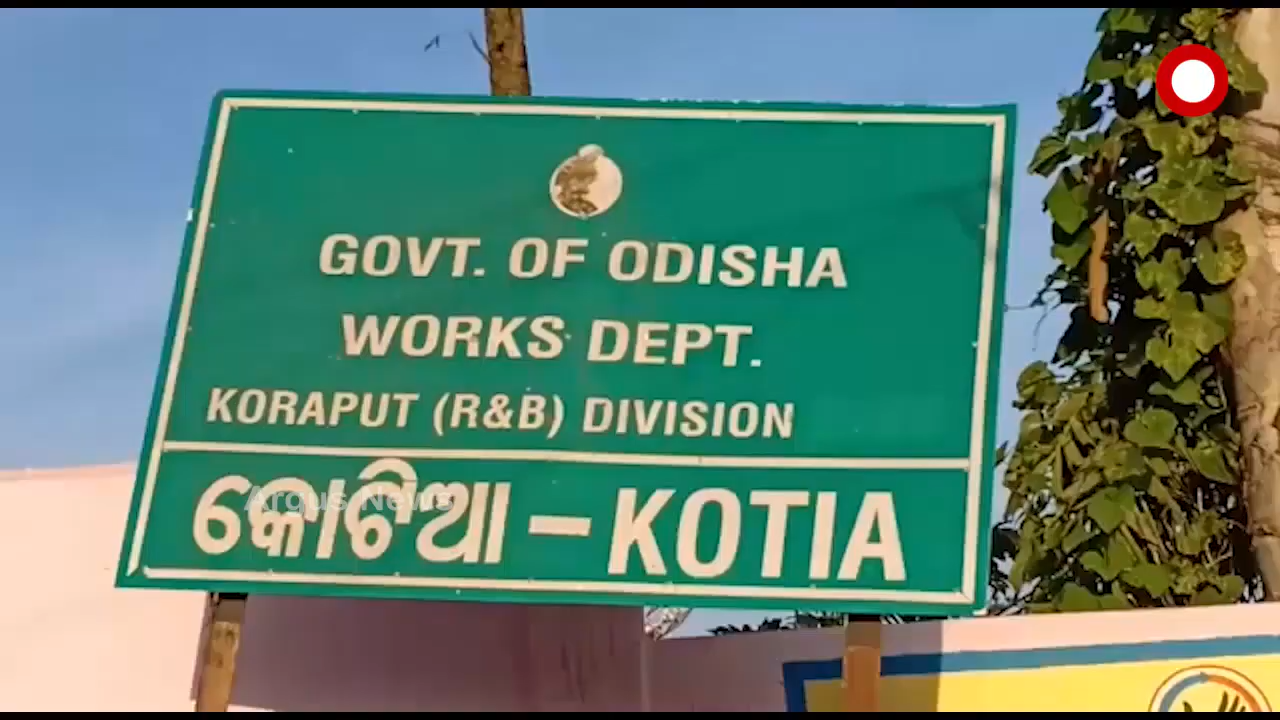 GOVT. OF ODISHA
WORKS DEPT.
KORAPUT (R&B) DIVISION
କୋଟିଆ – KOTIA
Argus News